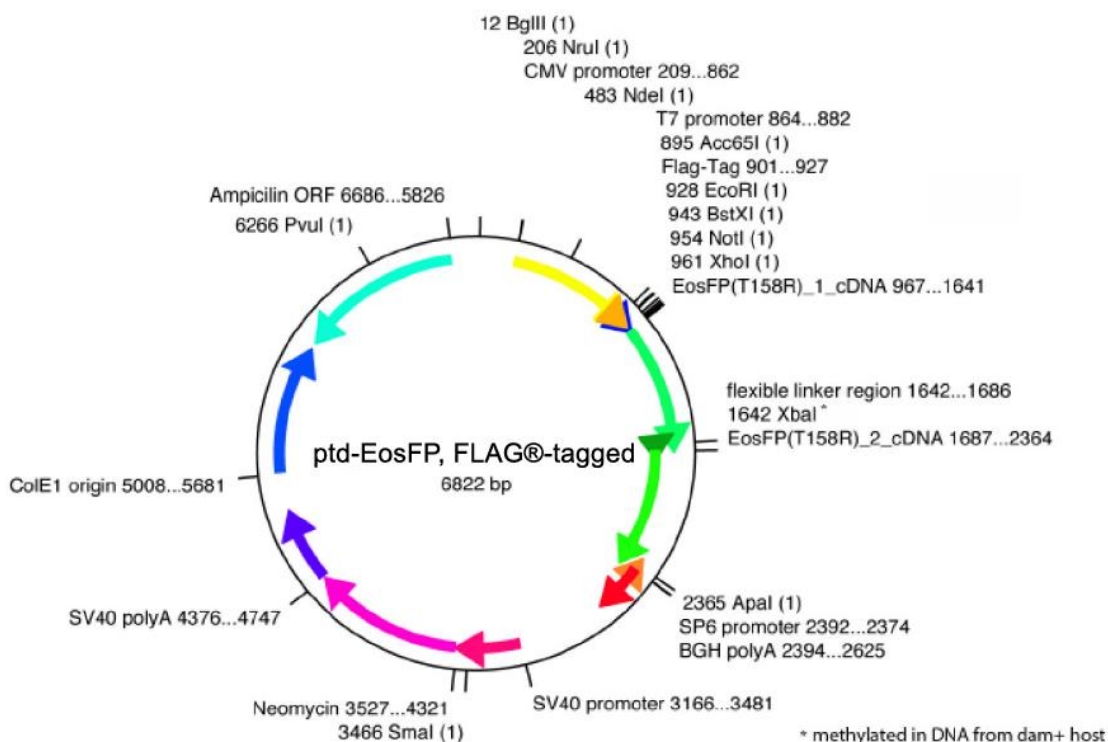 12 BglII (1)
206 NruI (1)
CMV promoter 209...862
483 NdeI (1)
T7 promoter 864...882
895 Acc65I (1)
Flag-Tag 901...927
928 EcoRI (1)
943 BstXI (1)
954 NotI (1)
961 XhoI (1)
EosFP(T158R)_1_cDNA 967...1641
Ampicilin ORF 6686...5826
6266 PvuI (1)
flexible linker region 1642...1686
1642 XbaI*
EosFP(T158R)_2_cDNA 1687...2364
ptd-EosFP, FLAG®-tagged
6822 bp
ColE1 origin 5008...5681
2365 ApaI (1)
SP6 promoter 2392...2374
BGH polyA 2394...2625
SV40 polyA 4376...4747
SV40 promoter 3166...3481
Neomycin 3527...4321
3466 SmaI (1)
* methylated in DNA from dam+ host